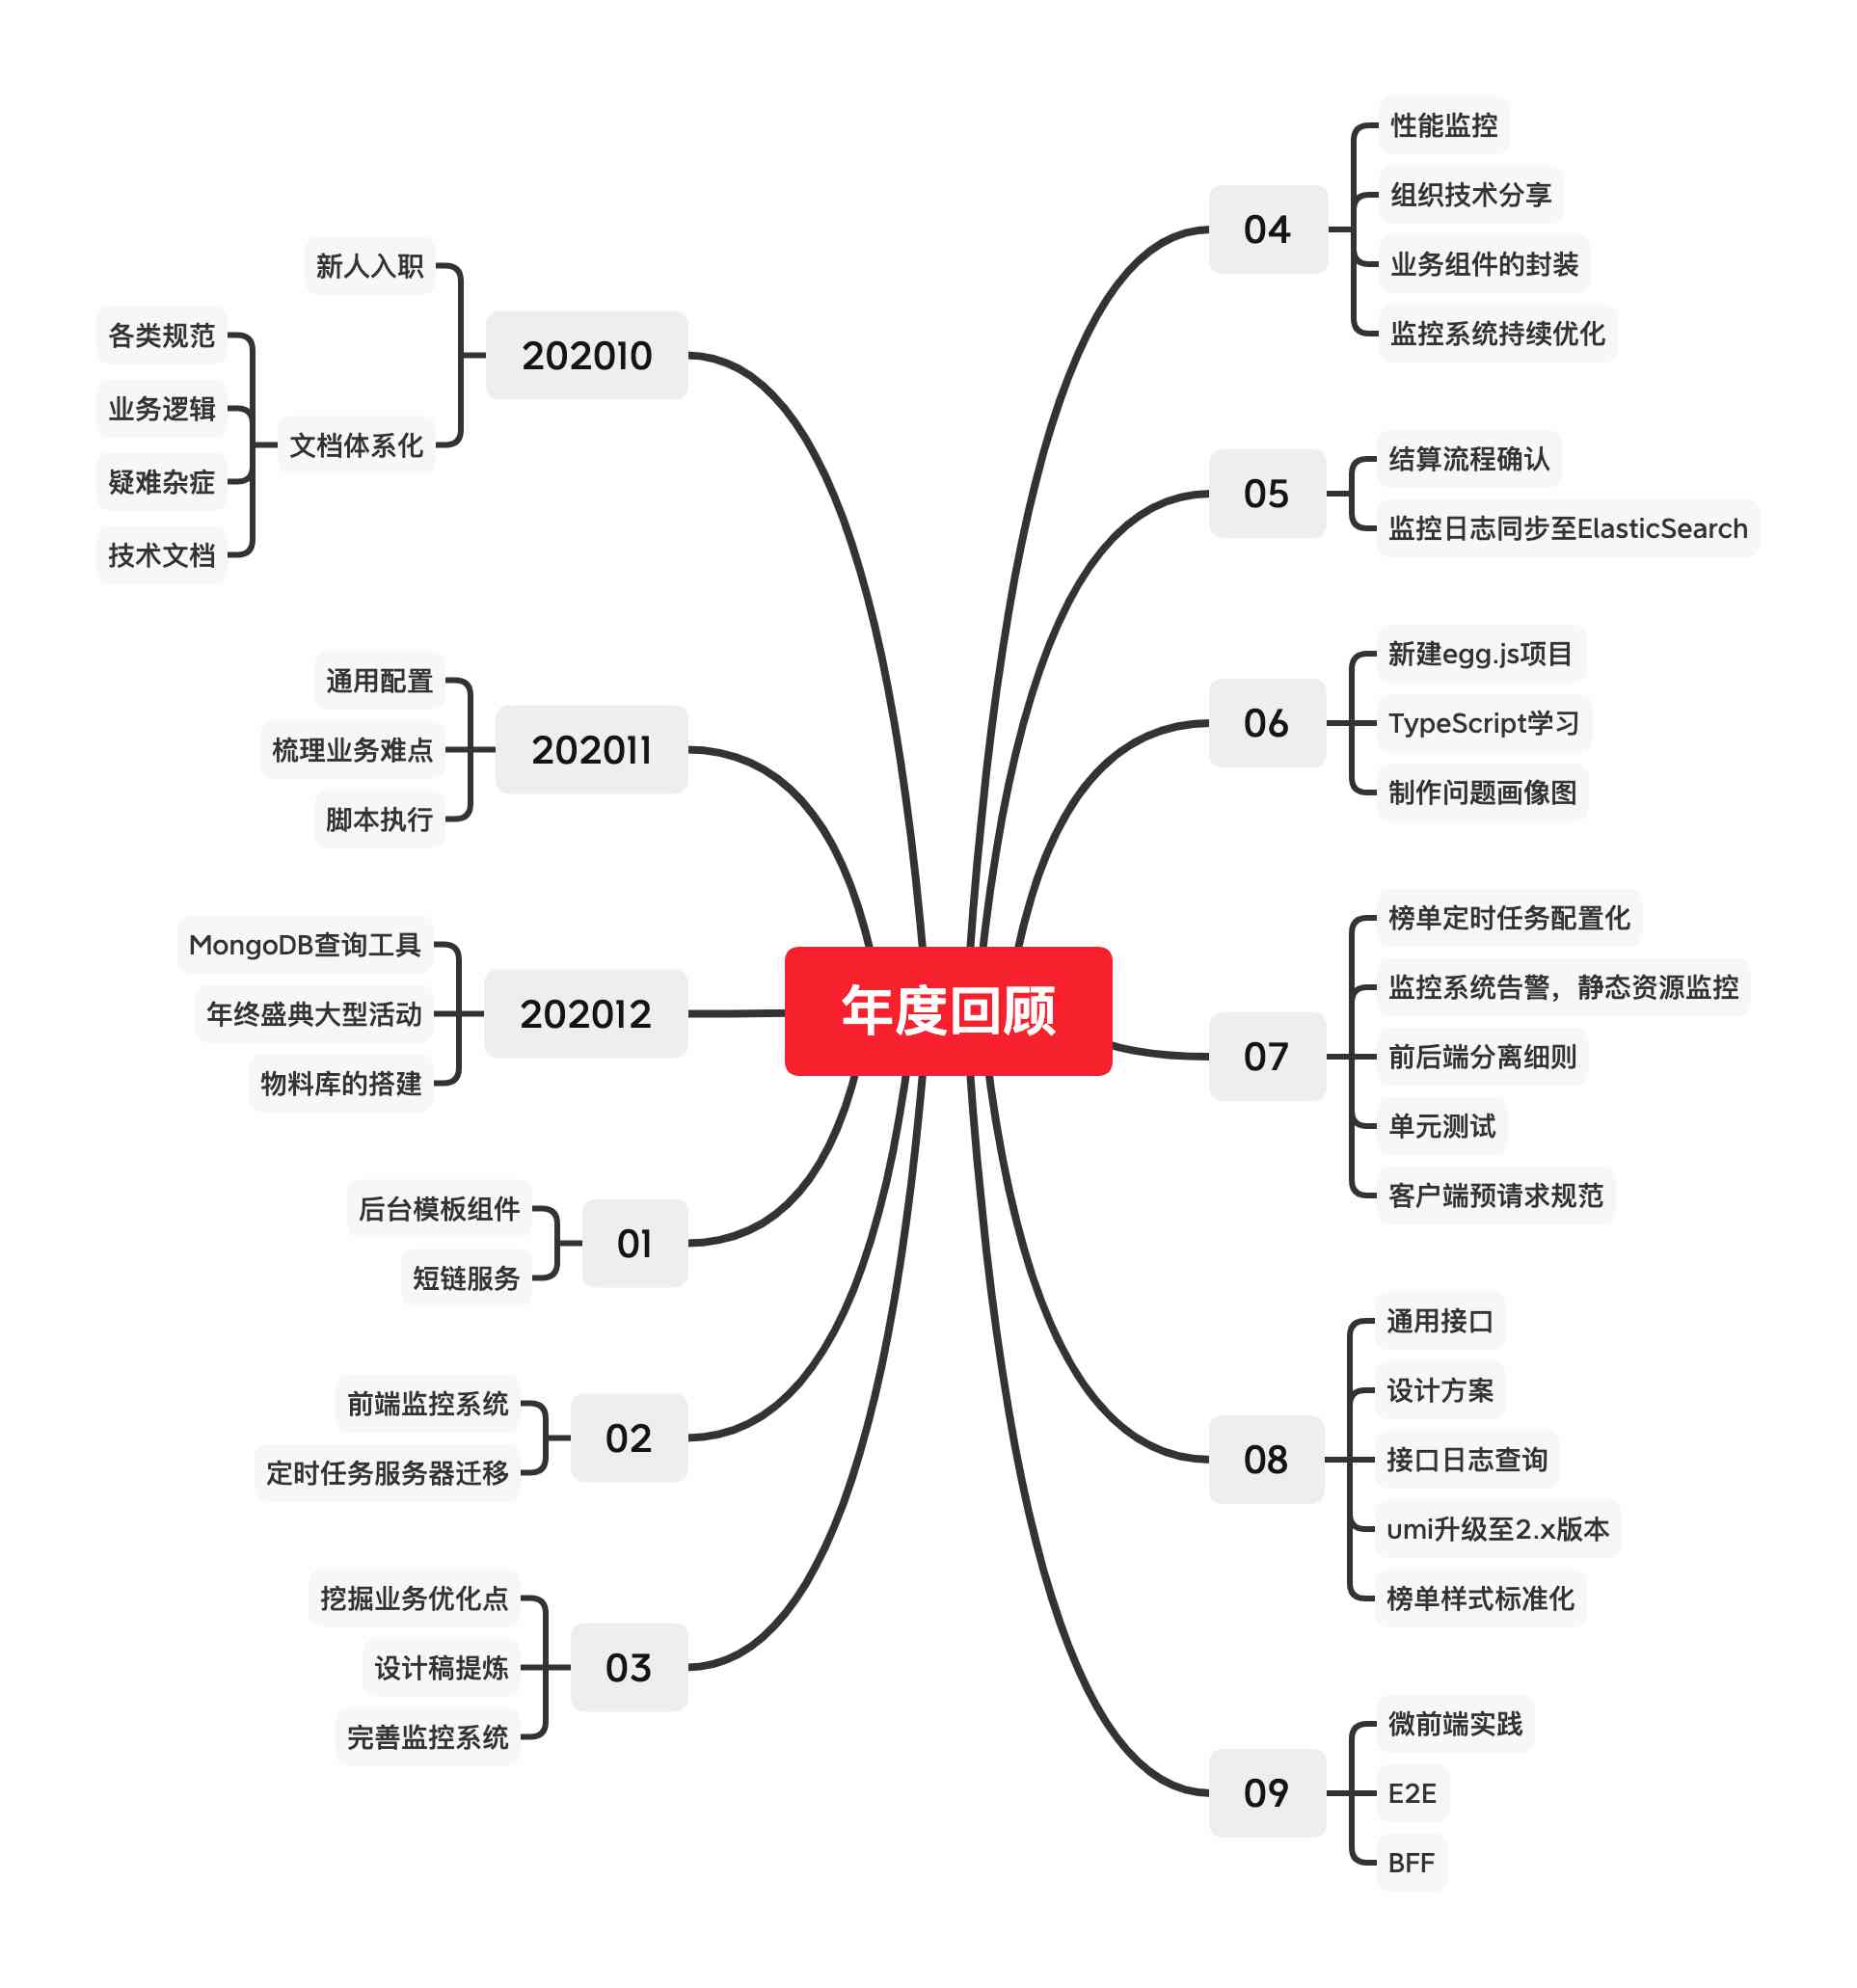 年度回顾
202010
新人入职
文档体系化
各类规范
业务逻辑
疑难杂症
技术文档
202011
通用配置
梳理业务难点
脚本执行
202012
MongoDB查询工具
年终盛典大型活动
物料库的搭建
01
后台模板组件
短链服务
02
前端监控系统
定时任务服务器迁移
03
挖掘业务优化点
设计稿提炼
完善监控系统
04
性能监控
组织技术分享
业务组件的封装
监控系统持续优化
05
结算流程确认
监控日志同步至ElasticSearch
06
新建egg.js项目
TypeScript学习
制作问题画像图
07
榜单定时任务配置化
监控系统告警，静态资源监控
前后端分离细则
单元测试
客户端预请求规范
08
通用接口
设计方案
接口日志查询
umi升级至2.x版本
榜单样式标准化
09
微前端实践
E2E
BFF